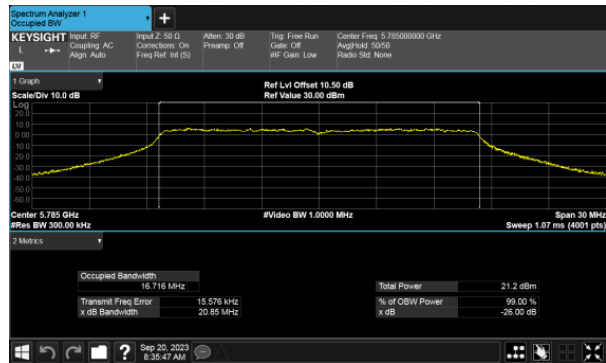 Spectrum Analyzer 1
Occupied BW
+
KEYSIGHT Input: RF Input Z: 50 Ω Atten: 30 dB Trig: Free Run Center Freq: 5.785000000 GHz
L Coupling: AC Corrections: On Preamp: Off Gate: Off Avg|Hold: 50/50
Align: Auto Freq Ref: Int (S) #IF Gain: Low Radio Std: None
1 Graph
Ref Lvl Offset 10.50 dB
Scale/Div 10.0 dB Ref Value 30.00 dBm
Log
20.0
10.0
0.00
-10.0
-20.0
-30.0
-40.0
-50.0
-60.0
Center 5.785 GHz #Video BW 1.0000 MHz Span 30 MHz
#Res BW 300.00 kHz Sweep 1.07 ms (4001 pts)
2 Metrics
Occupied Bandwidth
16.716 MHz Total Power 21.2 dBm
Transmit Freq Error 15.576 kHz % of OBW Power 99.00 %
x dB Bandwidth 20.85 MHz x dB -26.00 dB
? Sep 20, 2023
8:35:47 AM